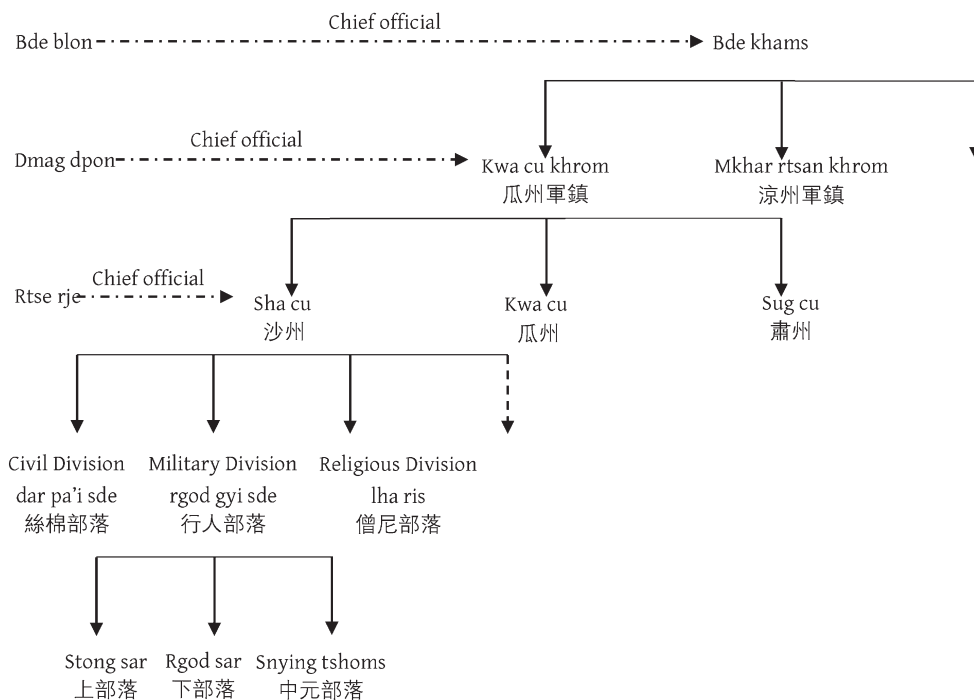 Chief official
Bde blon
Bde khams
Chief official
Dmag dpon
Kwa cu khrom
Mkhar rtsan khrom
瓜州軍鎮
涼州軍鎮
Chief official
Rtse rje
Sha cu
Kwa cu
Sug cu
沙州
瓜州
肅州
Civil Division
Military Division
Religious Division
dar pa’i sde
rgod gyi sde
lha ris
絲棉部落
行人部落
僧尼部落
Stong sar
Rgod sar
Snying tshoms
上部落
下部落
中元部落